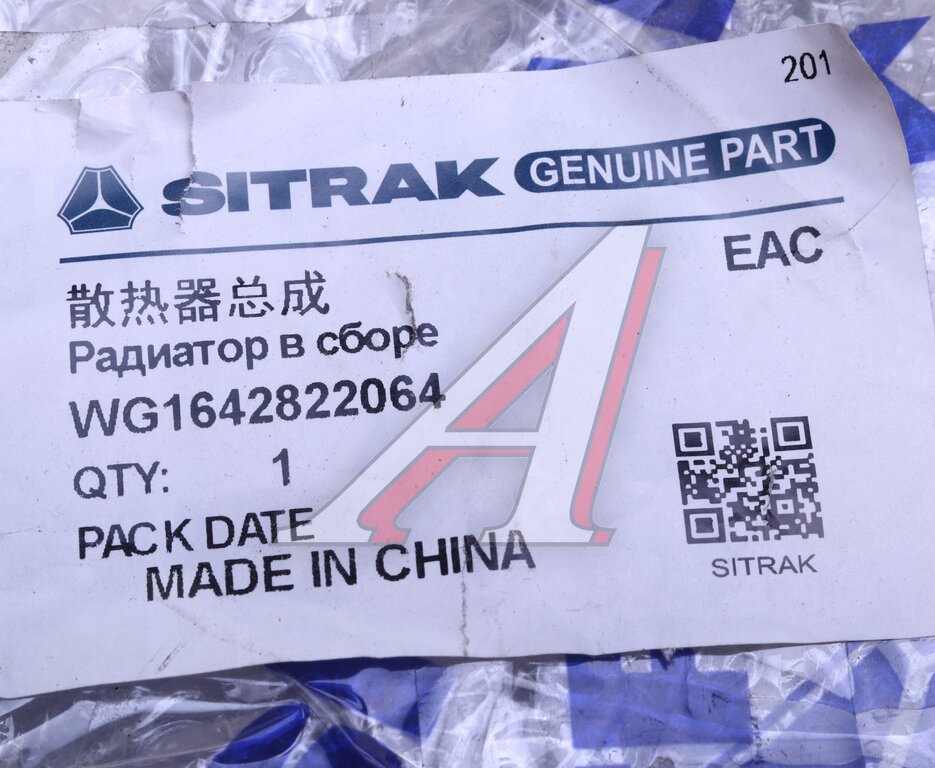 201
SITRAK GENUINE PART
EAC
散热器总成
Радиатор в сборе
WG1642822064
QTY: 1
PACK DATE
MADE IN CHINA
SITRAK